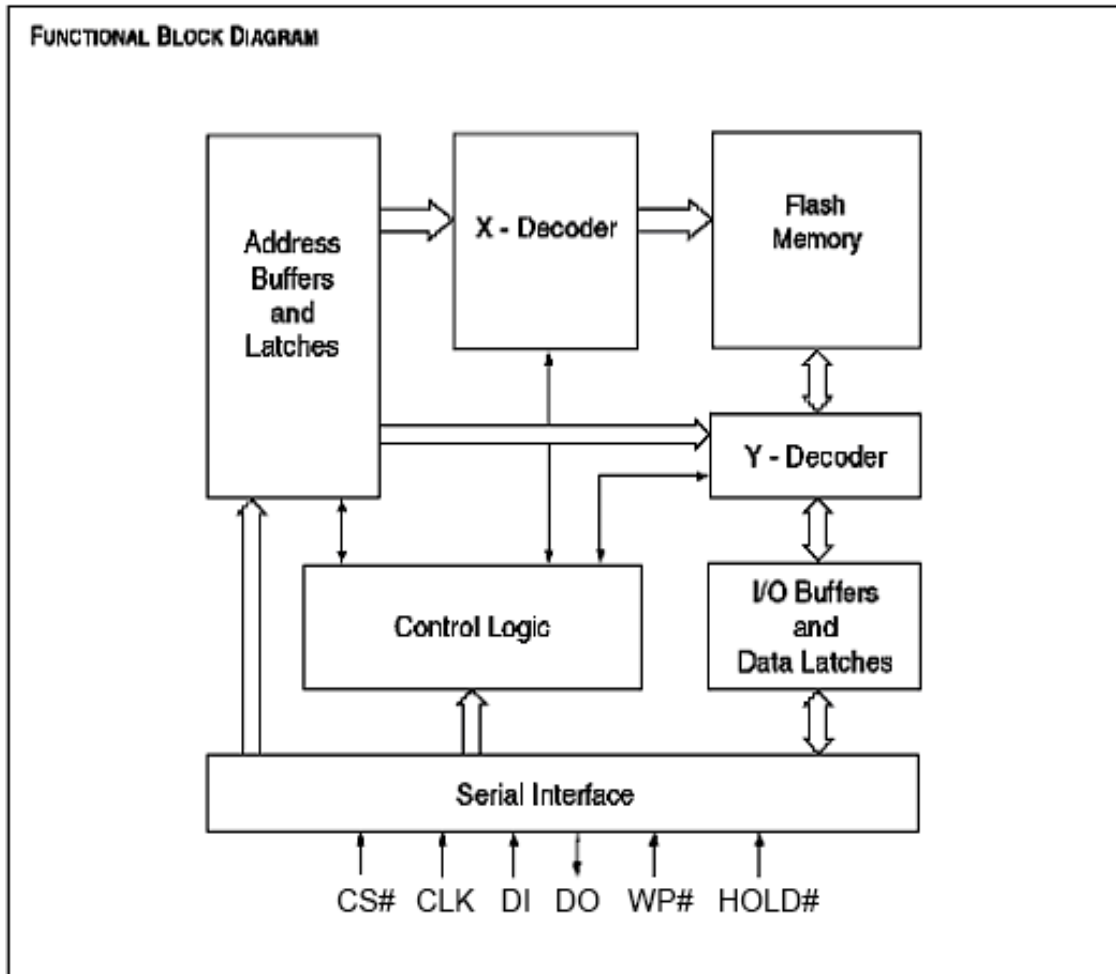 FUNCTIONAL BLOCK DIAGRAM
Address
Buffers
and
Latches
X - Decoder
Flash
Memory
Y - Decoder
Control Logic
I/O Buffers
and
Data Latches
Serial Interface
CS# CLK DI DO WP# HOLD#